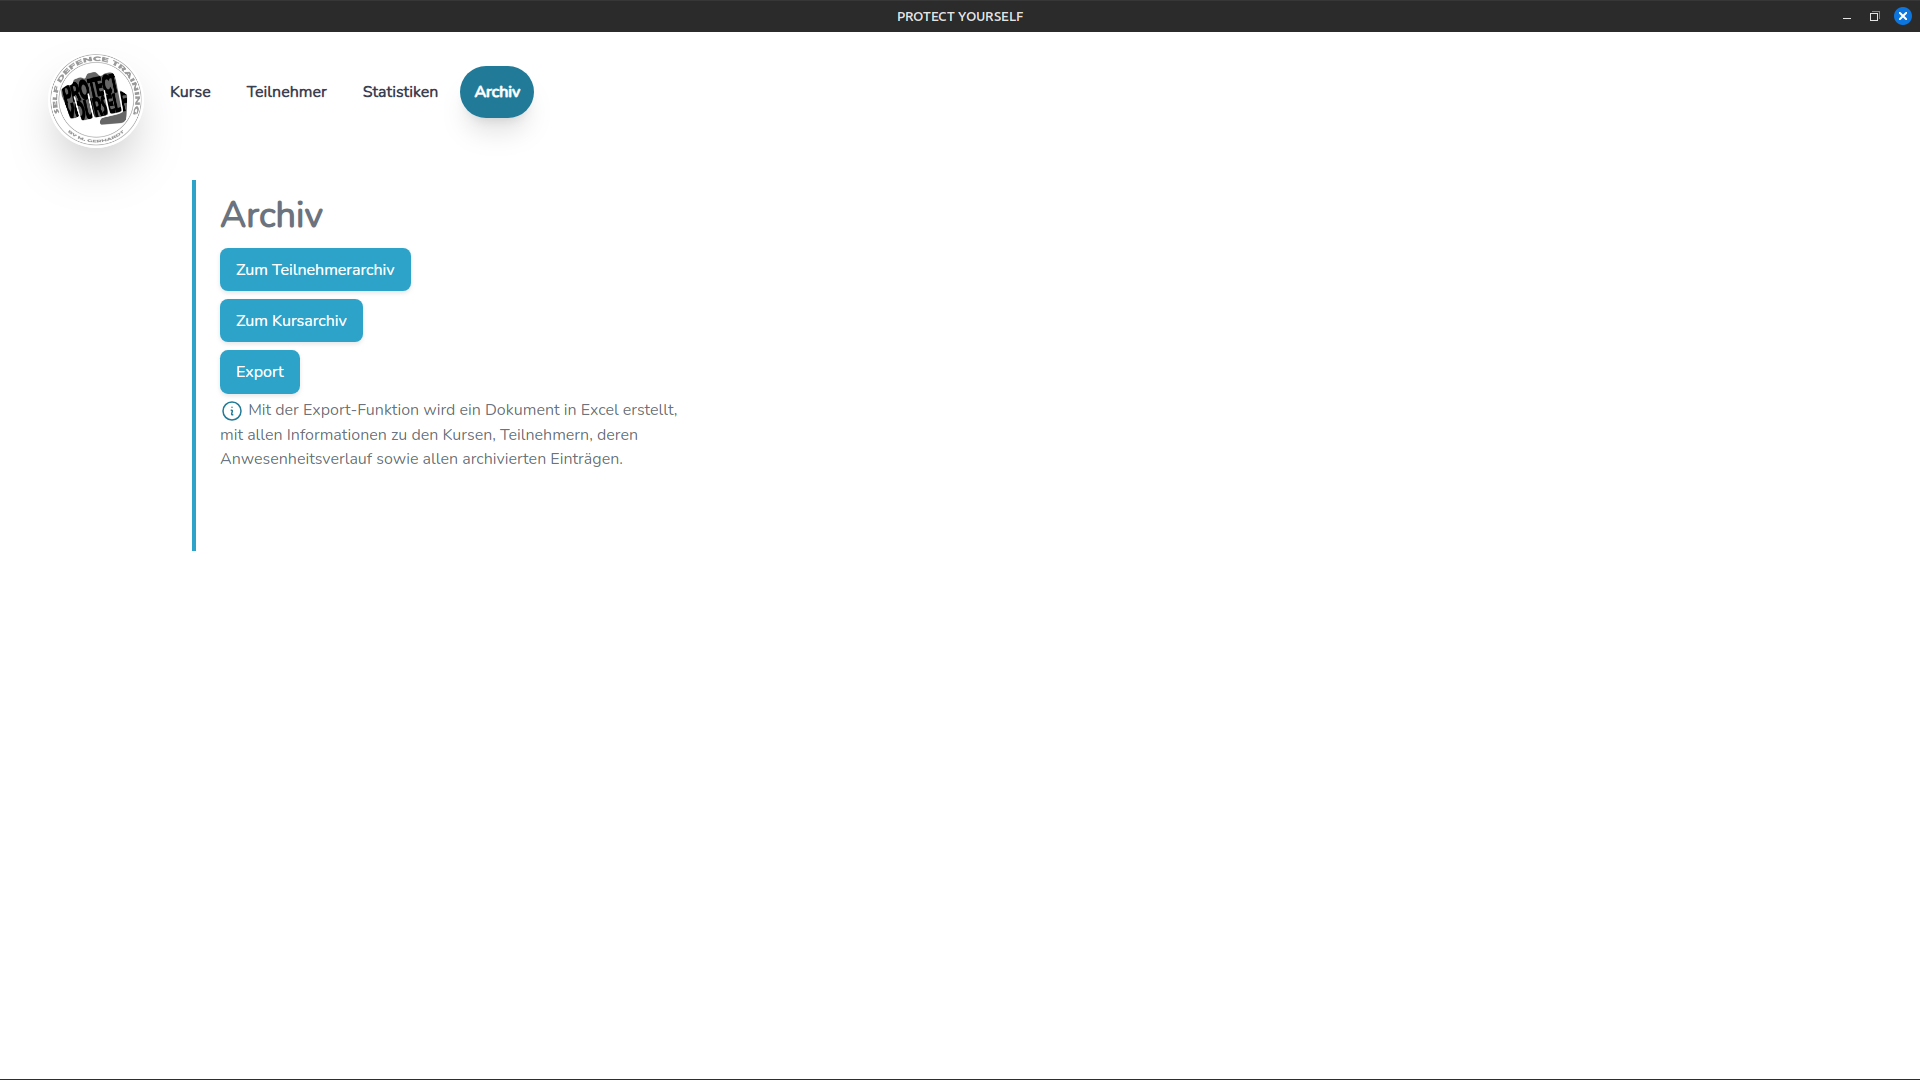 PROTECT YOURSELF
SELF DEFENCE TRAINING
PROTECT
YOURSELF
BY M. GEBHARDT
Kurse
Teilnehmer
Statistiken
Archiv
Archiv
Zum Teilnehmerarchiv
Zum Kursarchiv
Export
Mit der Export-Funktion wird ein Dokument in Excel erstellt,
mit allen Informationen zu den Kursen, Teilnehmern, deren
Anwesenheitsverlauf sowie allen archivierten Einträgen.